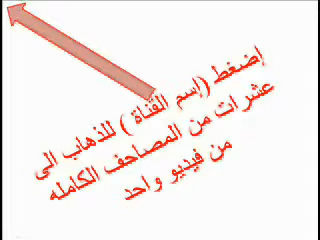 إضغط (إسم القناة ) للذهاب الى
عشرات من المصاحف الكامله
من فيديو واحد